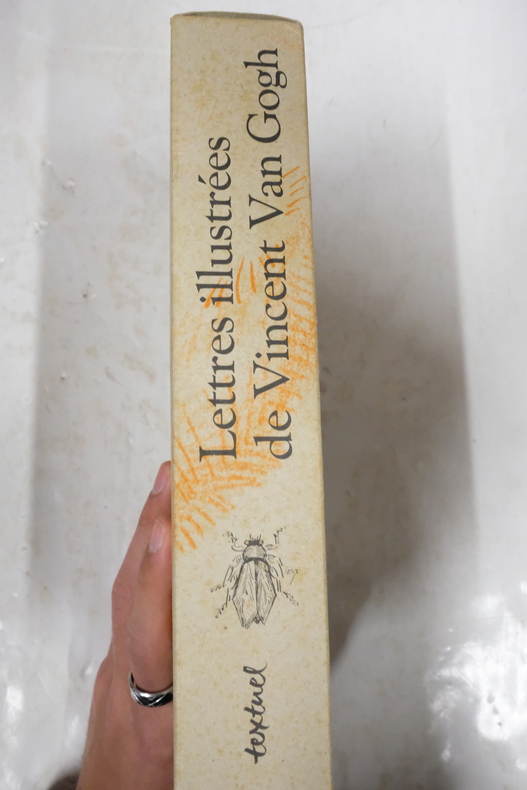 Lettres illustrées
de Vincent Van Gogh
textuel